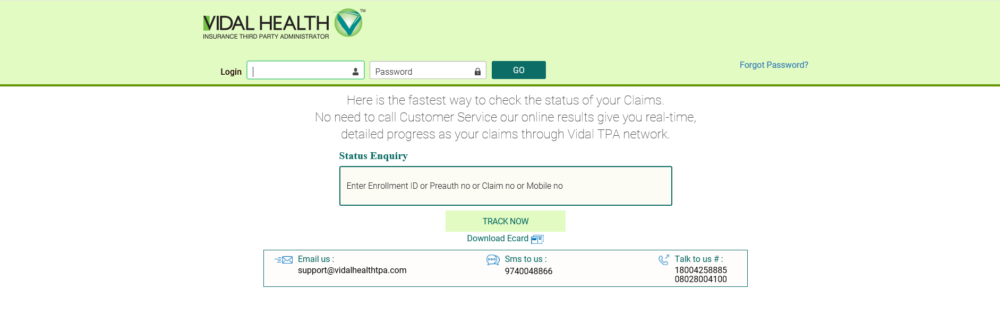 VIDAL HEALTH TM
INSURANCE THIRD PARTY ADMINISTRATOR
Login Password GO Forgot Password?
Here is the fastest way to check the status of your Claims.
No need to call Customer Service our online results give you real-time,
detailed progress as your claims through Vidal TPA network.
Status Enquiry
Enter Enrollment ID or Preauth no or Claim no or Mobile no
TRACK NOW
Download Ecard
Email us :
support@vidalhealthtpa.com
Sms to us :
9740048866
Talk to us # :
18004258885
08028004100